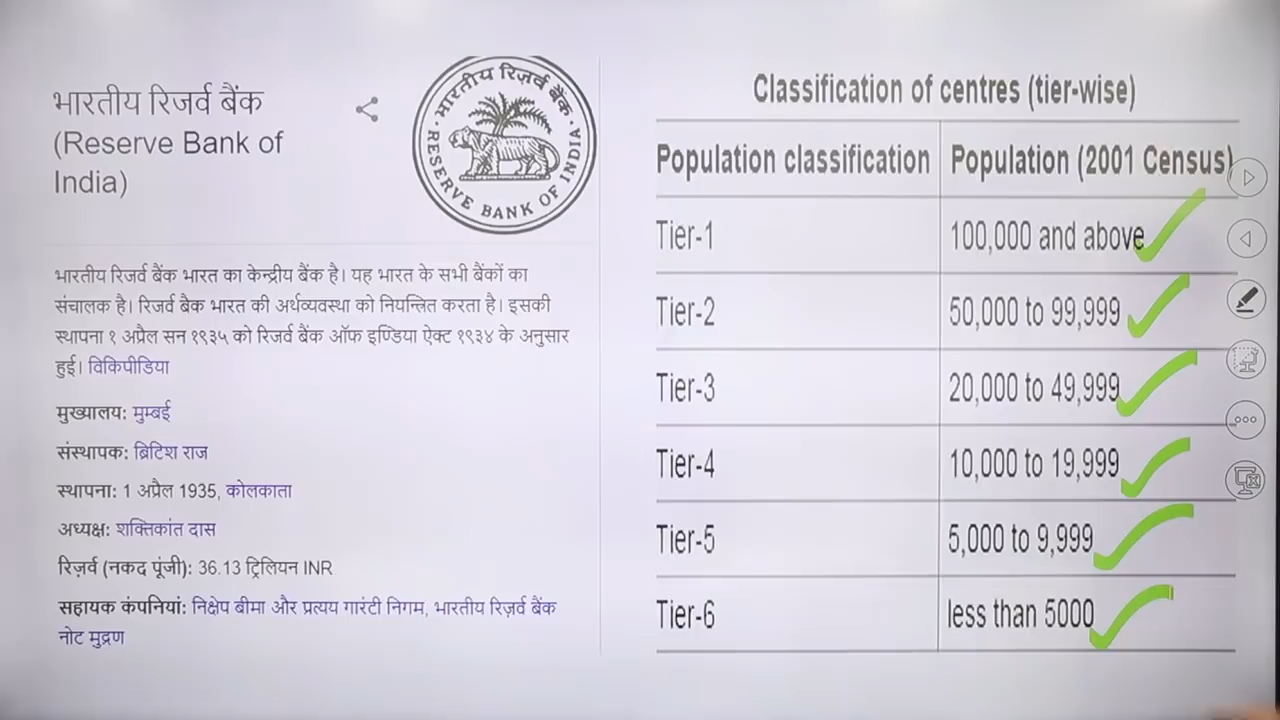 भारतीय रिजर्व बैंक
(Reserve Bank of
India)
भारतीय रिज़र्व बैंक
RESERVE BANK OF INDIA
भारतीय रिजर्व बैंक भारत का केन्द्रीय बैंक है। यह भारत के सभी बैंकों का
संचालक है। रिजर्व बैक भारत की अर्थव्यवस्था को नियन्त्रित करता है। इसकी
स्थापना १ अप्रैल सन १९३५ को रिजर्व बैंक ऑफ इण्डिया ऐक्ट १९३४ के अनुसार
हुई। विकिपीडिया
मुख्यालय: मुम्बई
संस्थापक: ब्रिटिश राज
स्थापना: 1 अप्रैल 1935, कोलकाता
अध्यक्ष: शक्तिकांत दास
रिज़र्व (नकद पूंजी): 36.13 ट्रिलियन INR
सहायक कंपनियां: निक्षेप बीमा और प्रत्यय गारंटी निगम, भारतीय रिज़र्व बैंक
नोट मुद्रण
Classification of centres (tier-wise)
Population classification Population (2001 Census)
Tier-1 100,000 and above
Tier-2 50,000 to 99,999
Tier-3 20,000 to 49,999
Tier-4 10,000 to 19,999
Tier-5 5,000 to 9,999
Tier-6 less than 5000